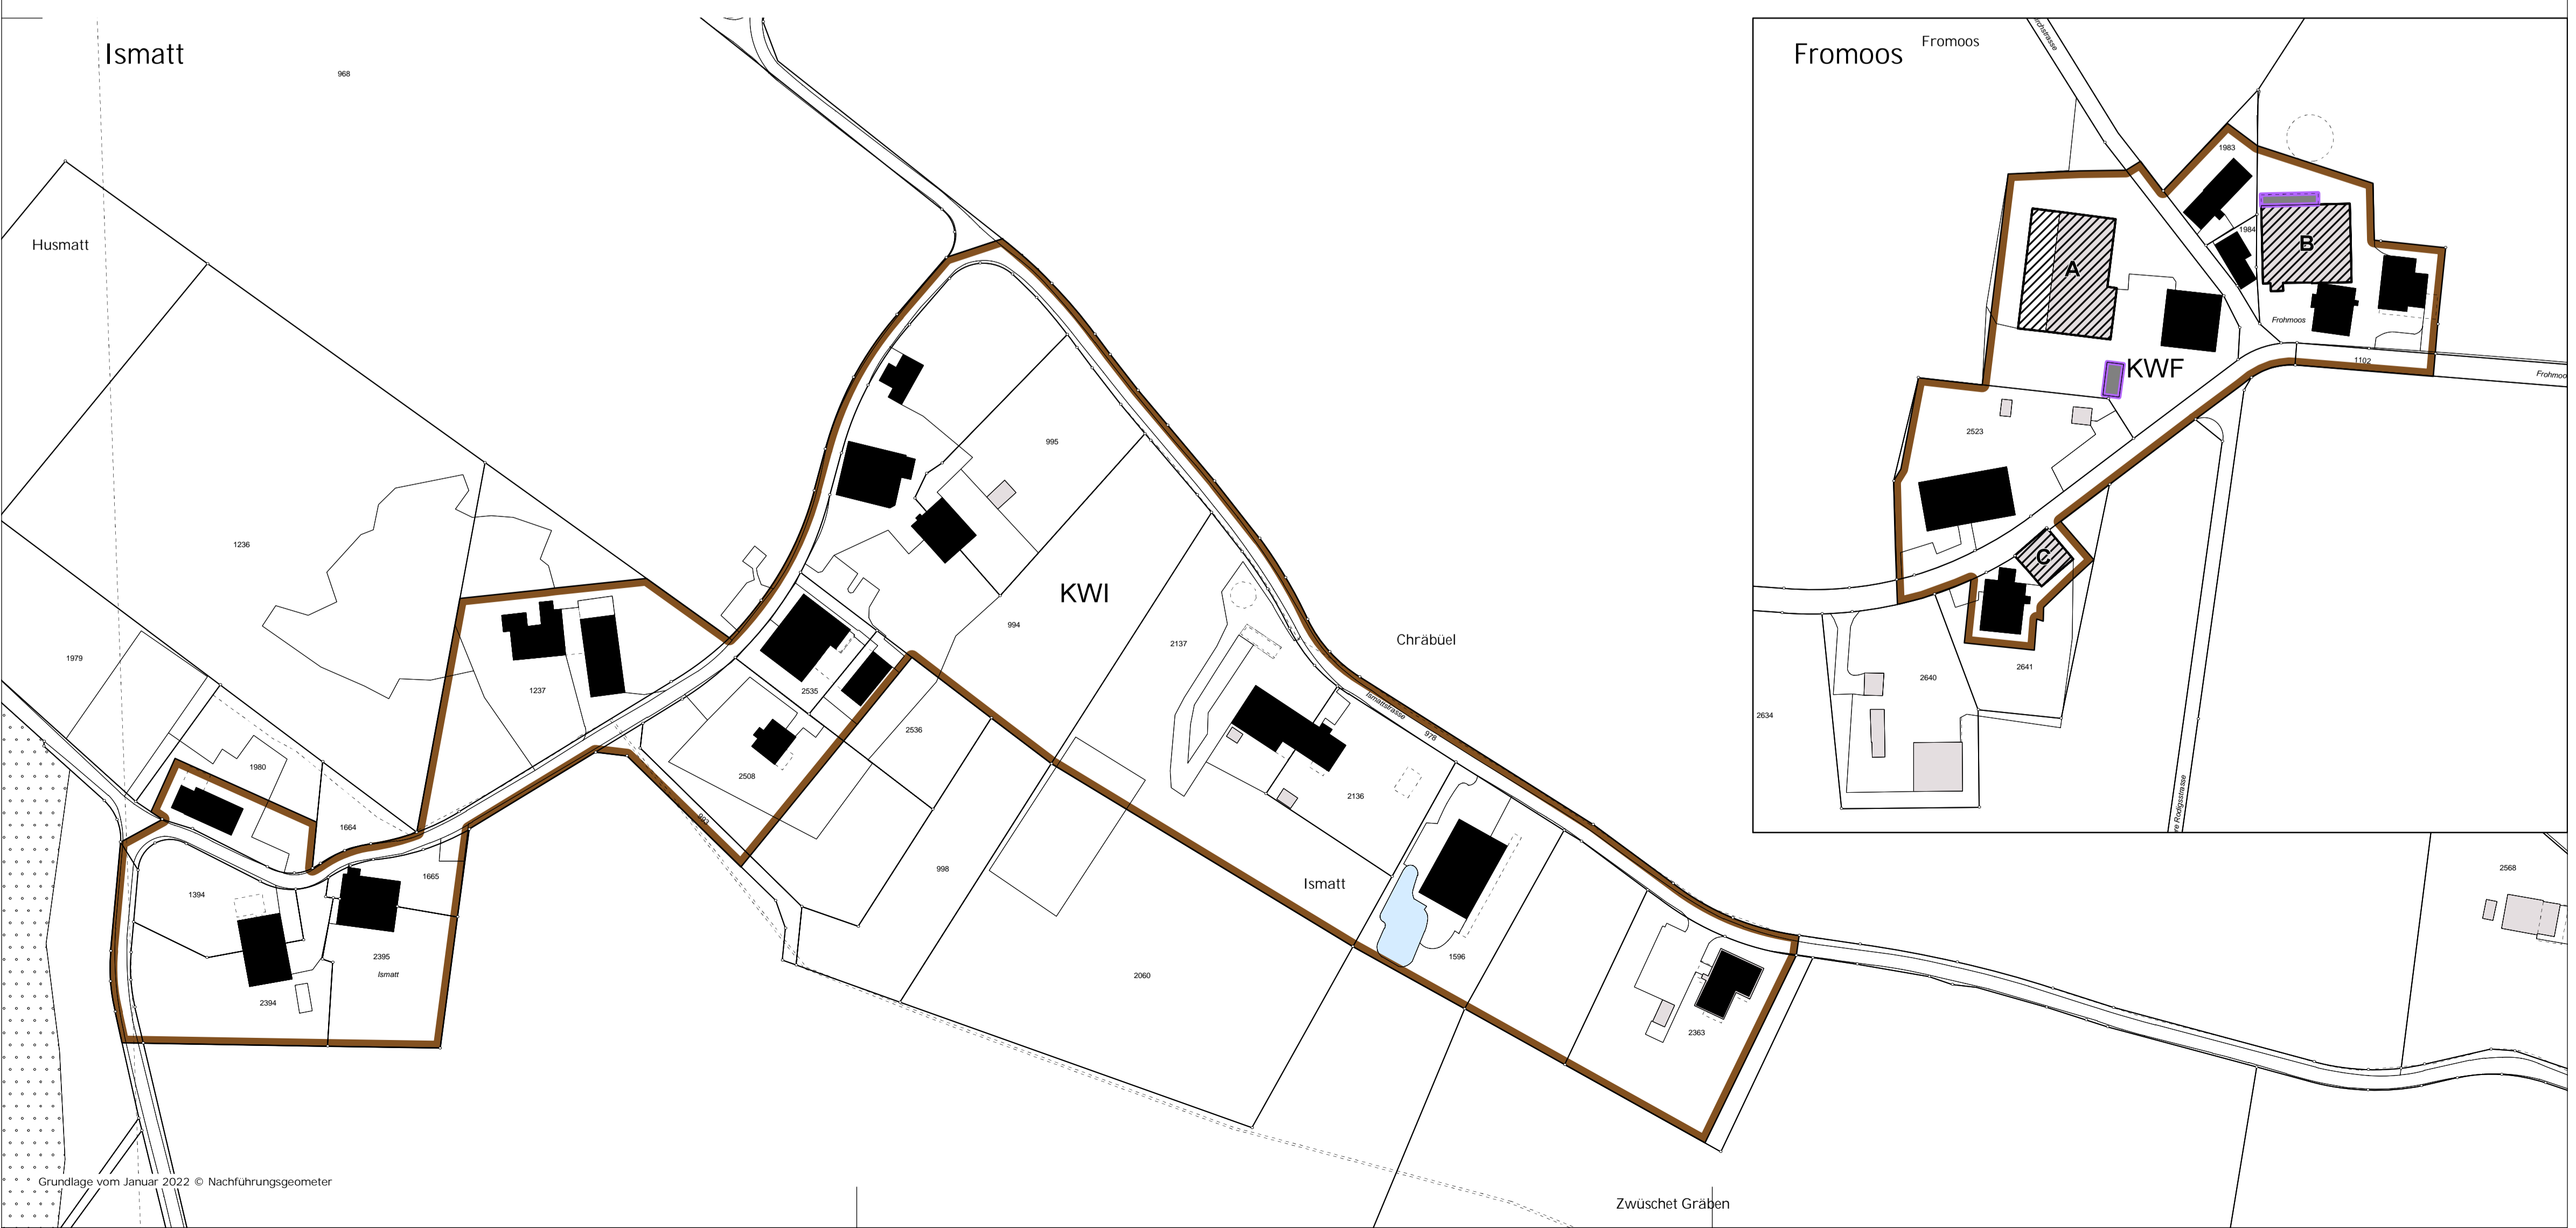 Ismatt
968
Husmatt
1236
1979
1237
1980
1664
1394
1665
2395
Ismatt
2394
995
KWI
994
2137
Chräbüel
Ismattstrasse
978
2535
2536
2508
993
998
2136
Ismatt
2060
1596
2363
2568
Zwüschet Gräben
Grundlage vom Januar 2022 © Nachführungsgeometer
Fromoos
Fromoos
1983
1984
A
B
Frohmoos
KWF
1102
2523
C
2641
2640
2634